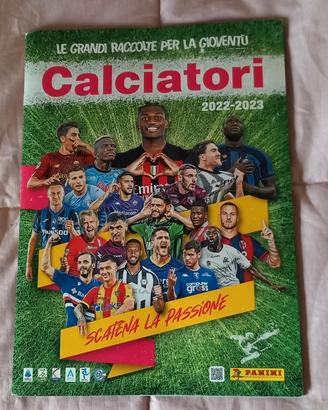 LE GRANDI RACCOLTE PER LA GIOVENTÙ
Calciatori
2022-2023
SCATENA LA PASSIONE
PANINI